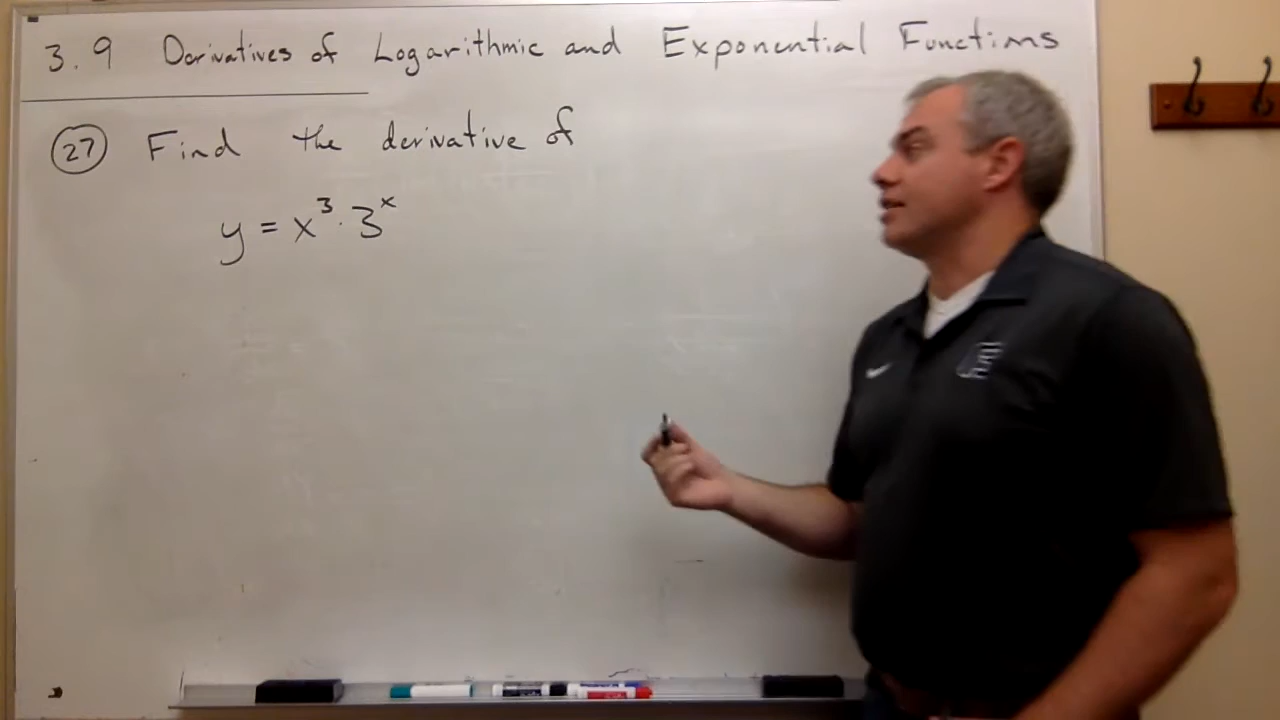 3.9 Derivatives of Logarithmic and Exponential Functions
27 Find the derivative of
y = x³ · 3ˣ